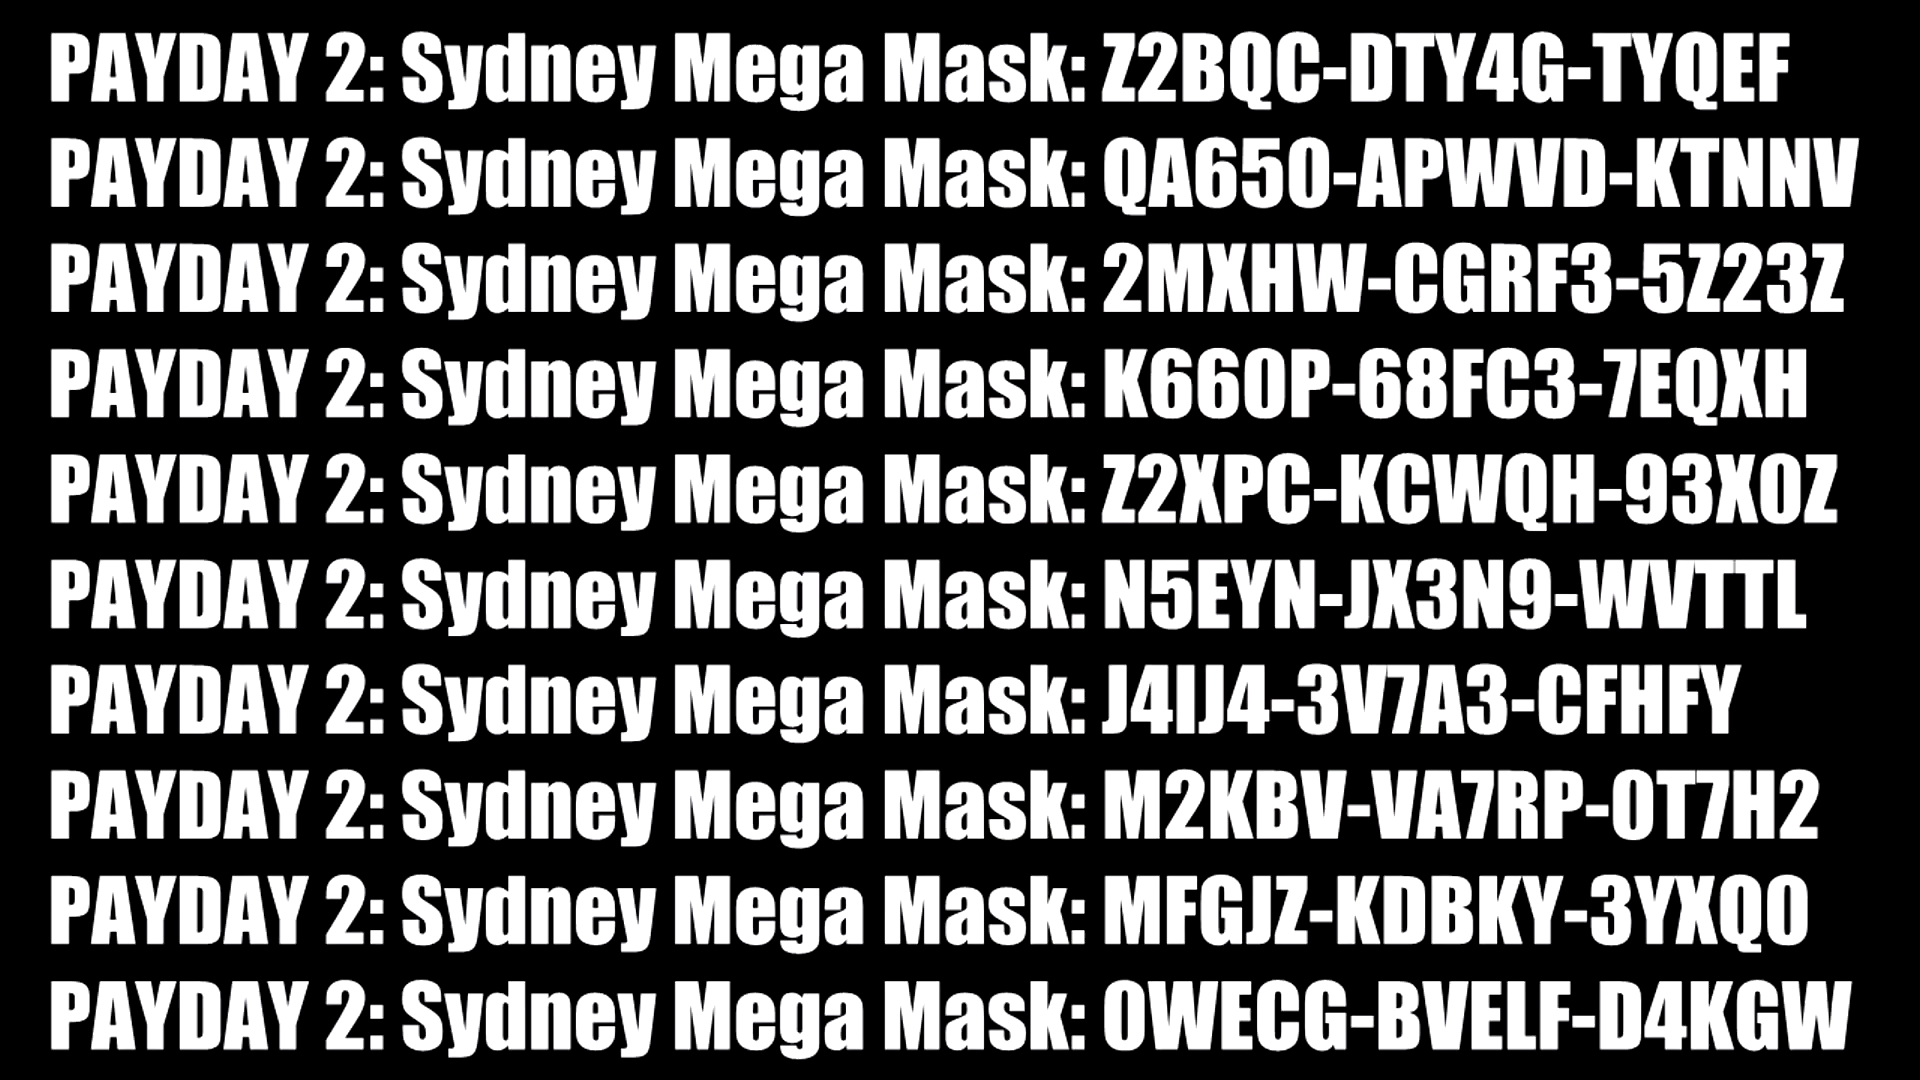 PAYDAY 2: Sydney Mega Mask: Z2BQC-DTY4G-TYQEF
PAYDAY 2: Sydney Mega Mask: QA650-APWVD-KTNNV
PAYDAY 2: Sydney Mega Mask: 2MXHW-CGRF3-5Z23Z
PAYDAY 2: Sydney Mega Mask: K660P-68FC3-7EQXH
PAYDAY 2: Sydney Mega Mask: Z2XPC-KCWQH-93X0Z
PAYDAY 2: Sydney Mega Mask: N5EYN-JX3N9-WVTTL
PAYDAY 2: Sydney Mega Mask: J4IJ4-3V7A3-CFHFY
PAYDAY 2: Sydney Mega Mask: M2KBV-VA7RP-0T7H2
PAYDAY 2: Sydney Mega Mask: MFGJZ-KDBKY-3YXQ0
PAYDAY 2: Sydney Mega Mask: 0WECG-BVELF-D4KGW